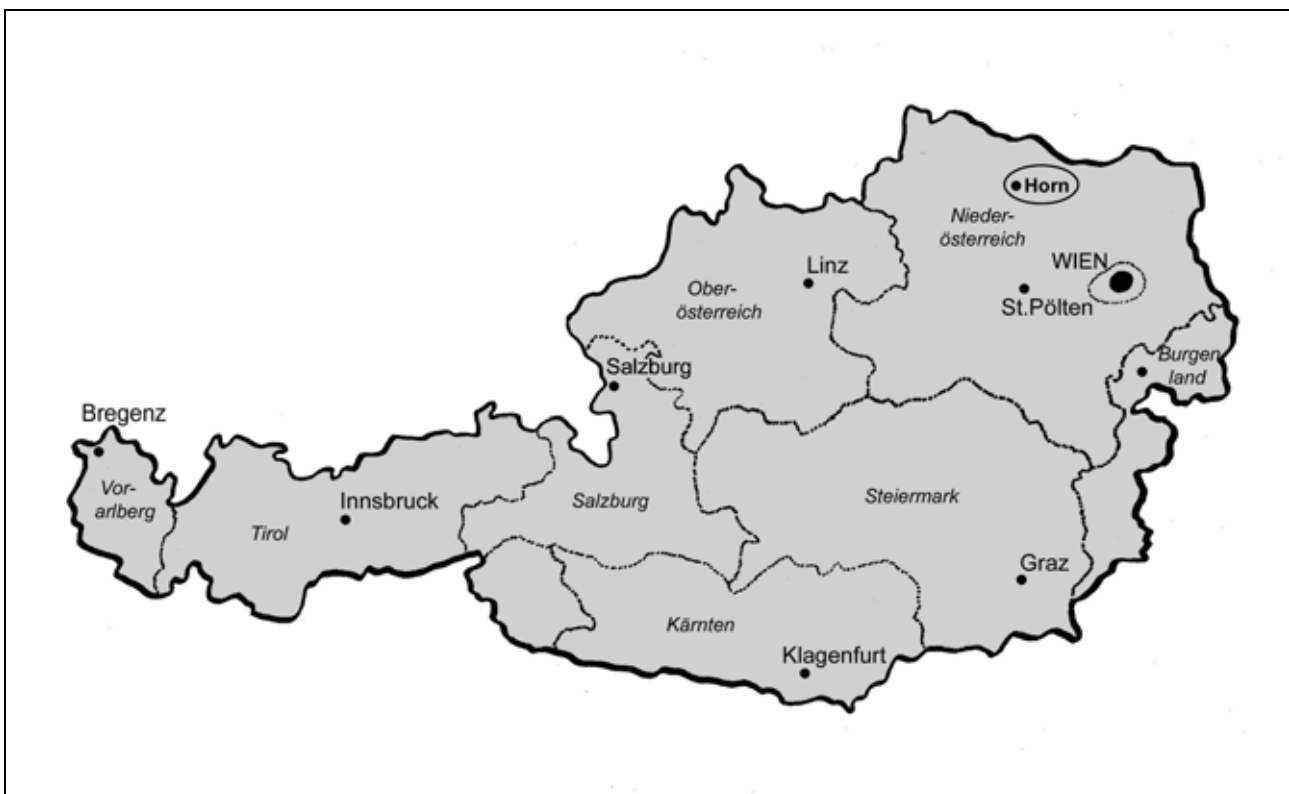 Horn
Nieder-
österreich
WIEN
Linz
Ober-
österreich
St.Pölten
Burgen
land
Salzburg
Bregenz
Vor-
arlberg
Innsbruck
Tirol
Salzburg
Steiermark
Graz
Kärnten
Klagenfurt